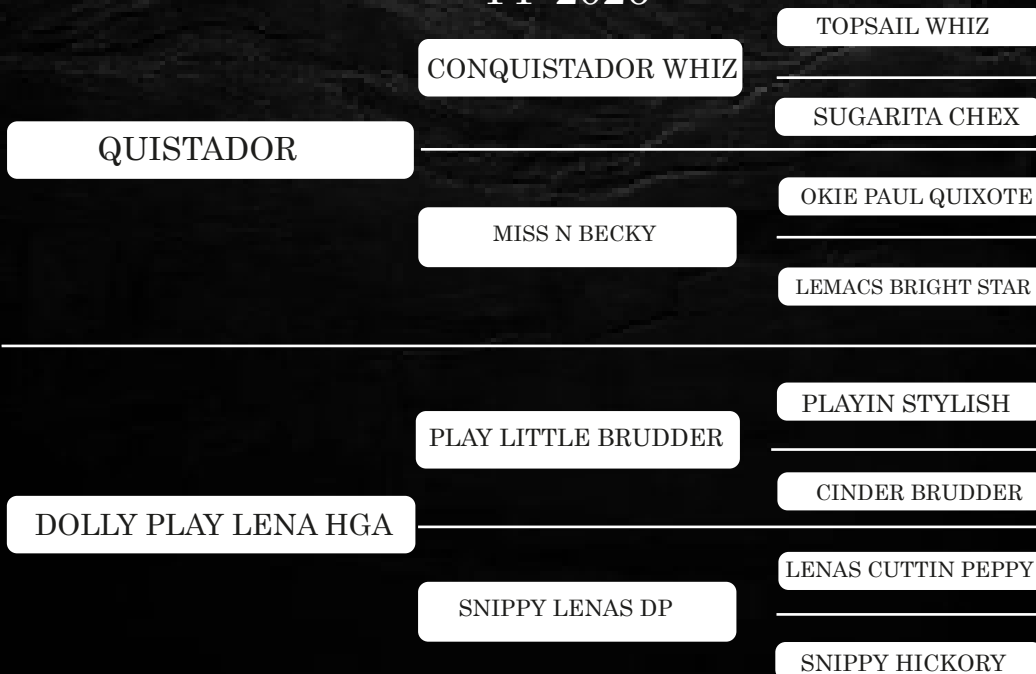 TOPSAIL WHIZ
CONQUISTADOR WHIZ
SUGARITA CHEX
QUISTADOR
OKIE PAUL QUIXOTE
MISS N BECKY
LEMACS BRIGHT STAR
PLAYIN STYLISH
PLAY LITTLE BRUDDER
CINDER BRUDDER
DOLLY PLAY LENA HGA
LENAS CUTTIN PEPPY
SNIPPY LENAS DP
SNIPPY HICKORY